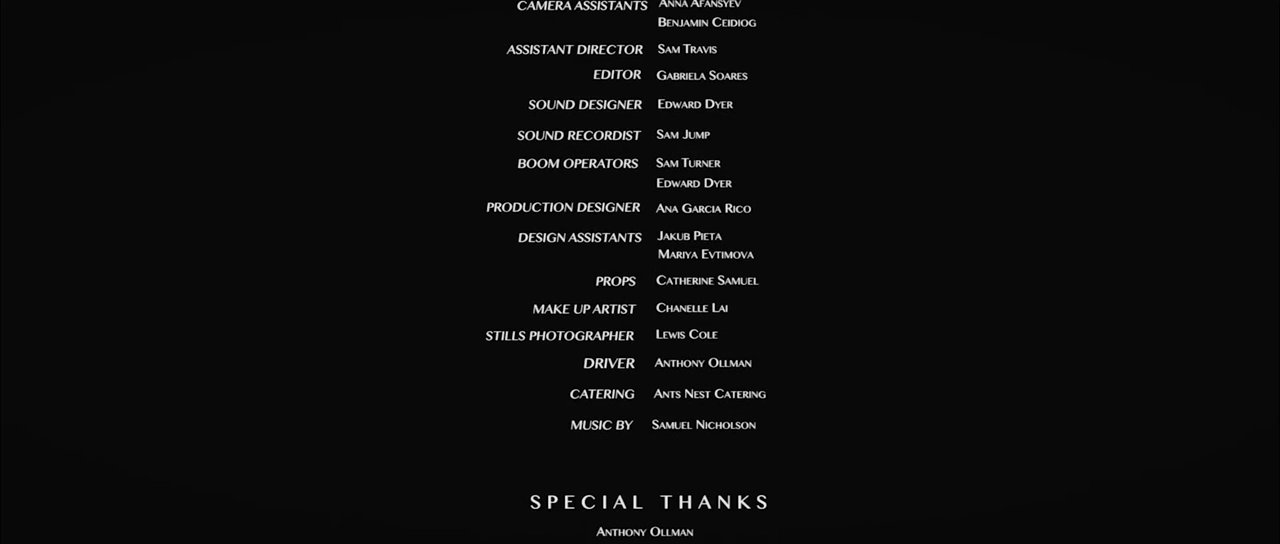 CAMERA ASSISTANTS Anna Afansyev
Benjamin Ceidiog
ASSISTANT DIRECTOR Sam Travis
EDITOR Gabriela Soares
SOUND DESIGNER Edward Dyer
SOUND RECORDIST Sam Jump
BOOM OPERATORS Sam Turner
Edward Dyer
PRODUCTION DESIGNER Ana Garcia Rico
DESIGN ASSISTANTS Jakub Pieta
Mariya Evtimova
PROPS Catherine Samuel
MAKE UP ARTIST Chanelle Lai
STILLS PHOTOGRAPHER Lewis Cole
DRIVER Anthony Ollman
CATERING Ants Nest Catering
MUSIC BY Samuel Nicholson
SPECIAL THANKS
Anthony Ollman